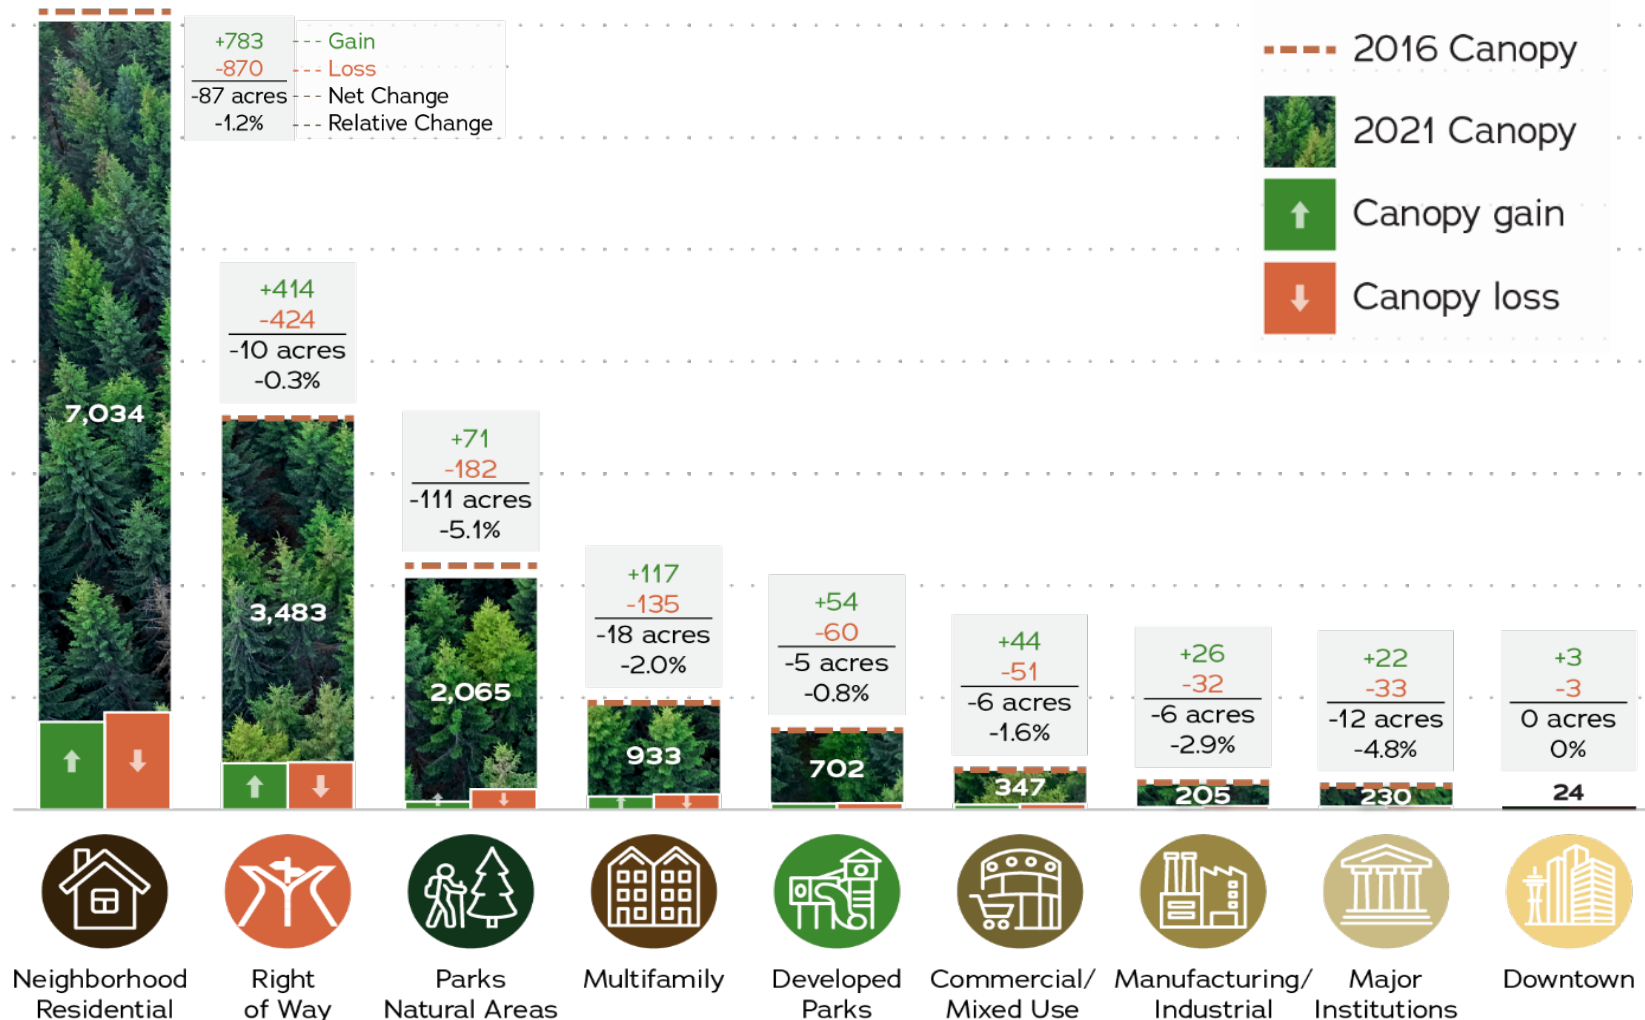 +783 Gain
-870 Loss
-87 acres Net Change
-1.2% Relative Change
2016 Canopy
2021 Canopy
Canopy gain
Canopy loss
7,034
+414
-424
-10 acres
-0.3%
3,483
+71
-182
-111 acres
-5.1%
2,065
+117
-135
-18 acres
-2.0%
933
+54
-60
-5 acres
-0.8%
702
+44
-51
-6 acres
-1.6%
347
+26
-32
-6 acres
-2.9%
205
+22
-33
-12 acres
-4.8%
230
+3
-3
0 acres
0%
24
Neighborhood
Residential
Right
of Way
Parks
Natural Areas
Multifamily
Developed
Parks
Commercial/
Mixed Use
Manufacturing/
Industrial
Major
Institutions
Downtown